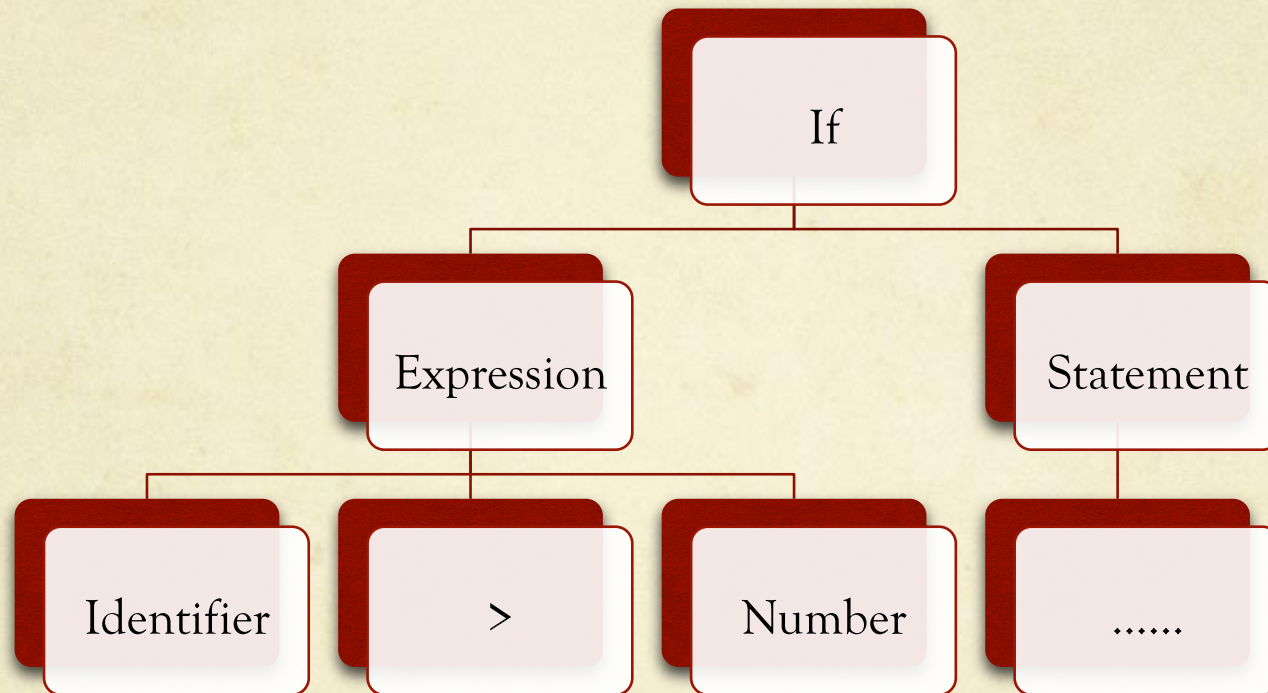 If
Expression
Statement
Identifier
>
Number
......